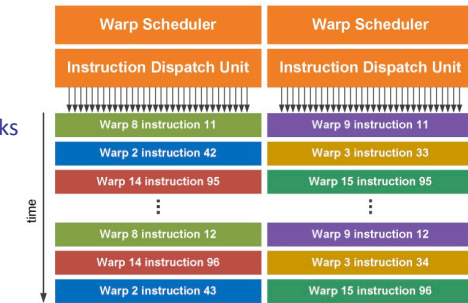 Warp Scheduler Warp Scheduler
Instruction Dispatch Unit Instruction Dispatch Unit
Warp 8 instruction 11 Warp 9 instruction 11
ks
Warp 2 instruction 42 Warp 3 instruction 33
Warp 14 instruction 95 Warp 15 instruction 95
time
Warp 8 instruction 12 Warp 9 instruction 12
Warp 14 instruction 96 Warp 3 instruction 34
Warp 2 instruction 43 Warp 15 instruction 96